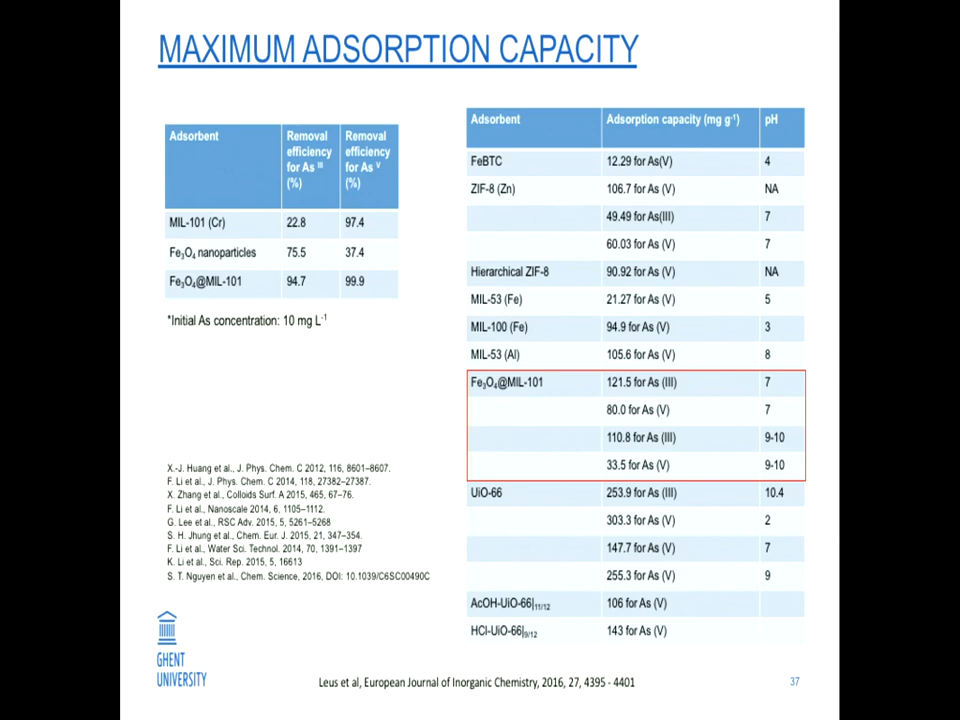 MAXIMUM ADSORPTION CAPACITY
Adsorbent Removal efficiency for As III (%) Removal efficiency for As V (%)
MIL-101 (Cr) 22.8 97.4
Fe3O4 nanoparticles 75.5 37.4
Fe3O4@MIL-101 94.7 99.9
*Initial As concentration: 10 mg L-1
Adsorbent Adsorption capacity (mg g-1) pH
FeBTC 12.29 for As(V) 4
ZIF-8 (Zn) 106.7 for As (V) NA
49.49 for As(III) 7
60.03 for As (V) 7
Hierarchical ZIF-8 90.92 for As (V) NA
MIL-53 (Fe) 21.27 for As (V) 5
MIL-100 (Fe) 94.9 for As (V) 3
MIL-53 (Al) 105.6 for As (V) 8
Fe3O4@MIL-101 121.5 for As (III) 7
80.0 for As (V) 7
110.8 for As (III) 9-10
33.5 for As (V) 9-10
UiO-66 253.9 for As (III) 10.4
303.3 for As (V) 2
147.7 for As (V) 7
255.3 for As (V) 9
AcOH-UiO-66|11/12 106 for As (V)
HCl-UiO-66|9/12 143 for As (V)
X.-J. Huang et al., J. Phys. Chem. C 2012, 116, 8601–8607.
F. Li et al., J. Phys. Chem. C 2014, 118, 27382–27387.
X. Zhang et al., Colloids Surf. A 2015, 465, 67–76.
F. Li et al., Nanoscale 2014, 6, 1105–1112.
G. Lee et al., RSC Adv. 2015, 5, 5261–5268
S. H. Jhung et al., Chem. Eur. J. 2015, 21, 347–354.
F. Li et al., Water Sci. Technol. 2014, 70, 1391–1397
K. Li et al., Sci. Rep. 2015, 5, 16613
S. T. Nguyen et al., Chem. Science, 2016, DOI: 10.1039/C6SC00490C
GHENT
UNIVERSITY
Leus et al, European Journal of Inorganic Chemistry, 2016, 27, 4395 - 4401
37